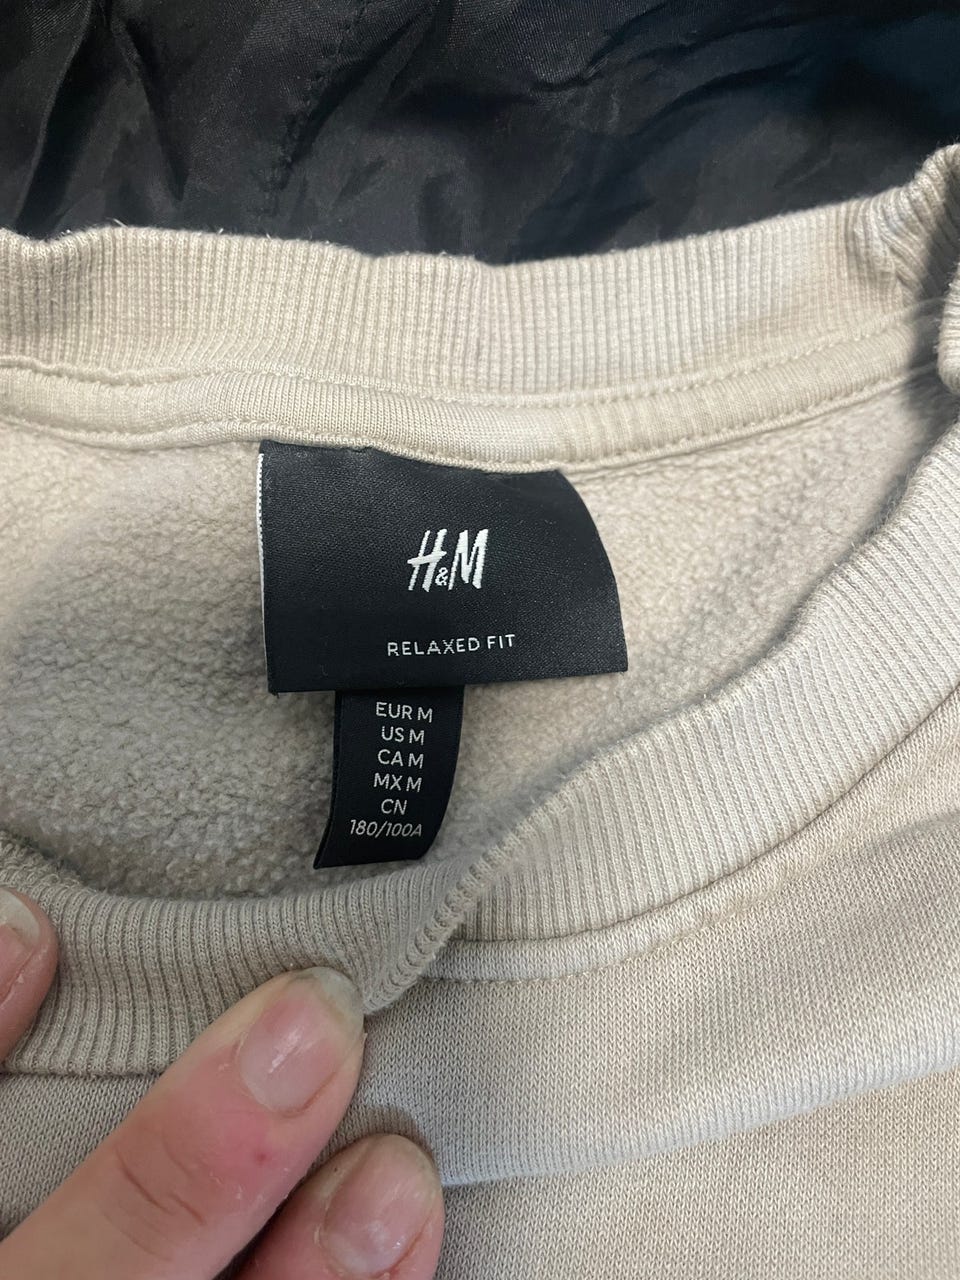 H&M
RELAXED FIT
EUR M
US M
CA M
MX M
CN
180/100A